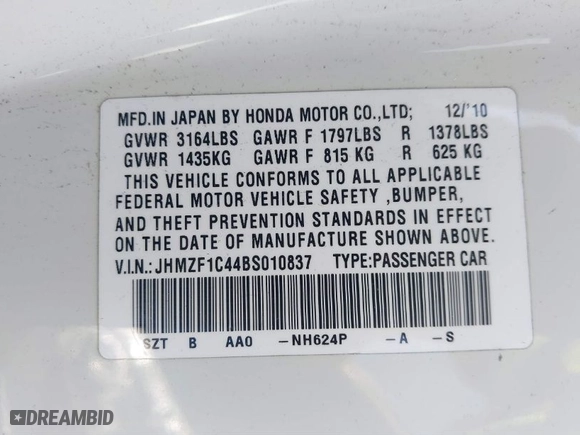 MFD.IN JAPAN BY HONDA MOTOR CO.,LTD; 12/'10
GVWR 3164LBS GAWR F 1797LBS R 1378LBS
GVWR 1435KG GAWR F 815 KG R 625 KG
THIS VEHICLE CONFORMS TO ALL APPLICABLE
FEDERAL MOTOR VEHICLE SAFETY ,BUMPER,
AND THEFT PREVENTION STANDARDS IN EFFECT
ON THE DATE OF MANUFACTURE SHOWN ABOVE.
V.I.N.:JHMZF1C44BS010837 TYPE:PASSENGER CAR
SZT B AA0 -NH624P -A -S
DREAMBID